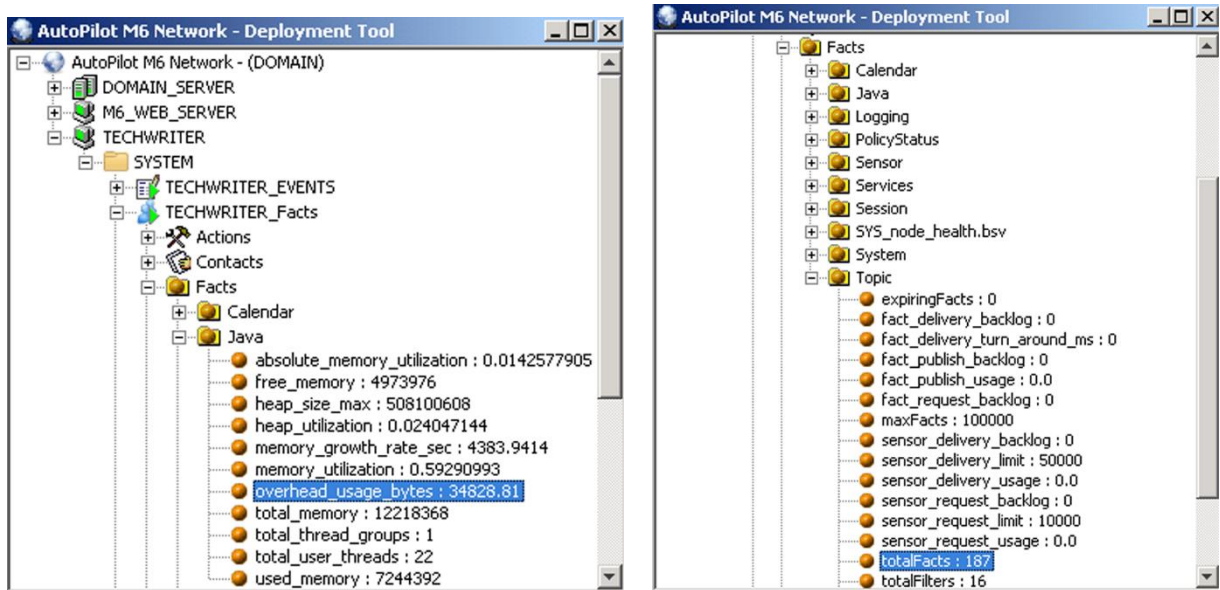 AutoPilot M6 Network - Deployment Tool
AutoPilot M6 Network - (DOMAIN)
DOMAIN_SERVER
M6_WEB_SERVER
TECHWRITER
SYSTEM
TECHWRITER_EVENTS
TECHWRITER_Facts
Actions
Contacts
Facts
Calendar
Java
absolute_memory_utilization : 0.0142577905
free_memory : 4973976
heap_size_max : 508100608
heap_utilization : 0.024047144
memory_growth_rate_sec : 4383.9414
memory_utilization : 0.59290993
overhead_usage_bytes : 34828.81
total_memory : 12218368
total_thread_groups : 1
total_user_threads : 22
used_memory : 7244392
AutoPilot M6 Network - Deployment Tool
Facts
Calendar
Java
Logging
PolicyStatus
Sensor
Services
Session
SYS_node_health.bsv
System
Topic
expiringFacts : 0
fact_delivery_backlog : 0
fact_delivery_turn_around_ms : 0
fact_publish_backlog : 0
fact_publish_usage : 0.0
fact_request_backlog : 0
maxFacts : 100000
sensor_delivery_backlog : 0
sensor_delivery_limit : 50000
sensor_delivery_usage : 0.0
sensor_request_backlog : 0
sensor_request_limit : 10000
sensor_request_usage : 0.0
totalFacts : 187
totalFilters : 16